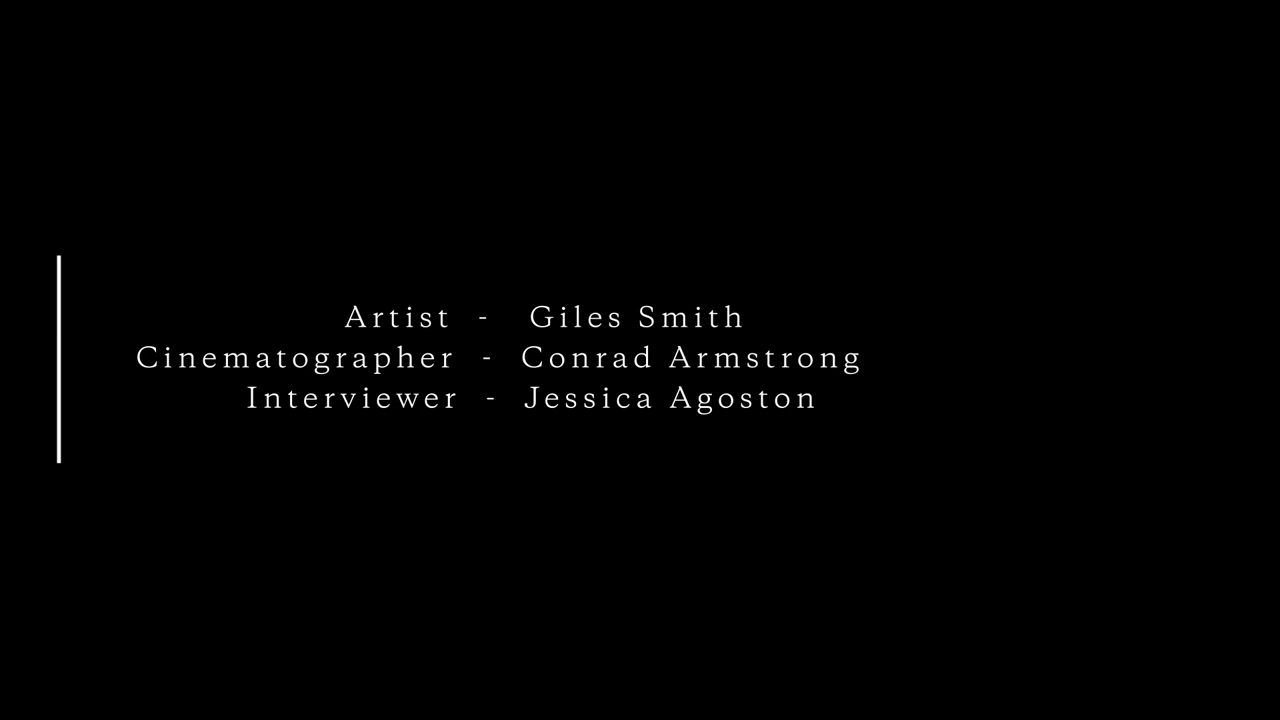 Artist - Giles Smith
Cinematographer - Conrad Armstrong
Interviewer - Jessica Agoston